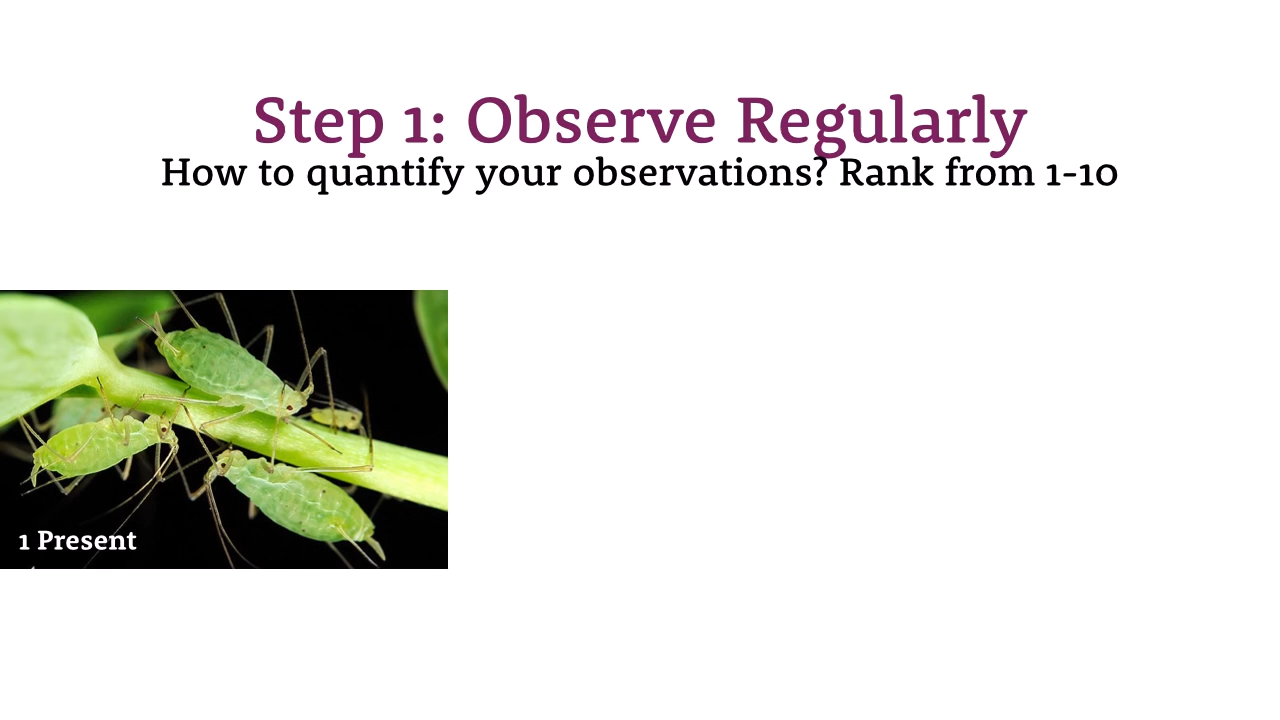 Step 1: Observe Regularly
How to quantify your observations? Rank from 1-10
1 Present